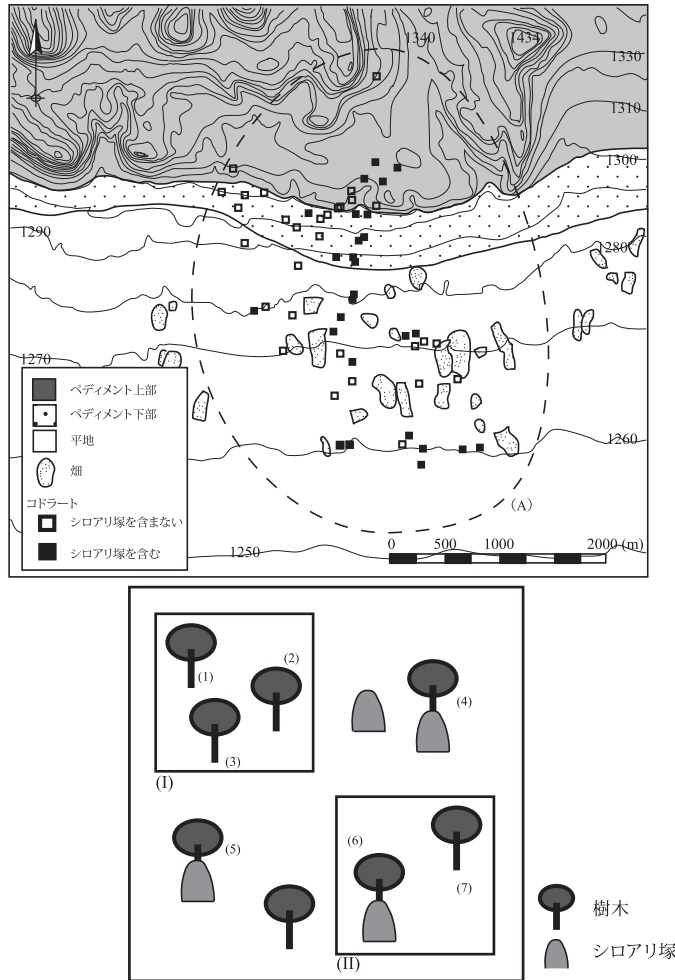 1340
1434
1330
1310
1300
1290
1280
1270
1260
1250
ペディメント上部
ペディメント下部
平地
畑
コドラート
シロアリ塚を含まない
シロアリ塚を含む
(A)
0 500 1000 2000 (m)
(1)
(2)
(3)
(4)
(I)
(5)
(6)
(7)
(II)
樹木
シロアリ塚